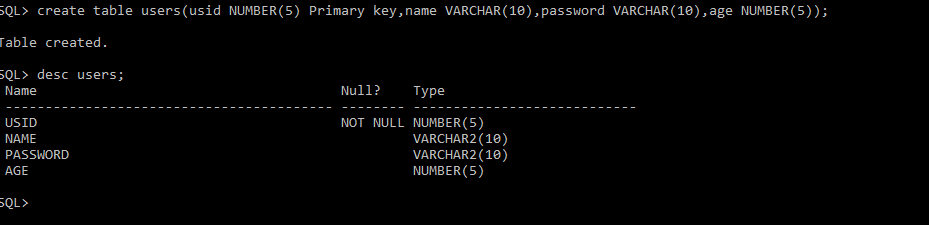 SQL> create table users(usid NUMBER(5) Primary key,name VARCHAR(10),password VARCHAR(10),age NUMBER(5));
Table created.
SQL> desc users;
Name Null? Type
----------------------------------------- -------- ----------------------------
USID NOT NULL NUMBER(5)
NAME VARCHAR2(10)
PASSWORD VARCHAR2(10)
AGE NUMBER(5)
SQL>